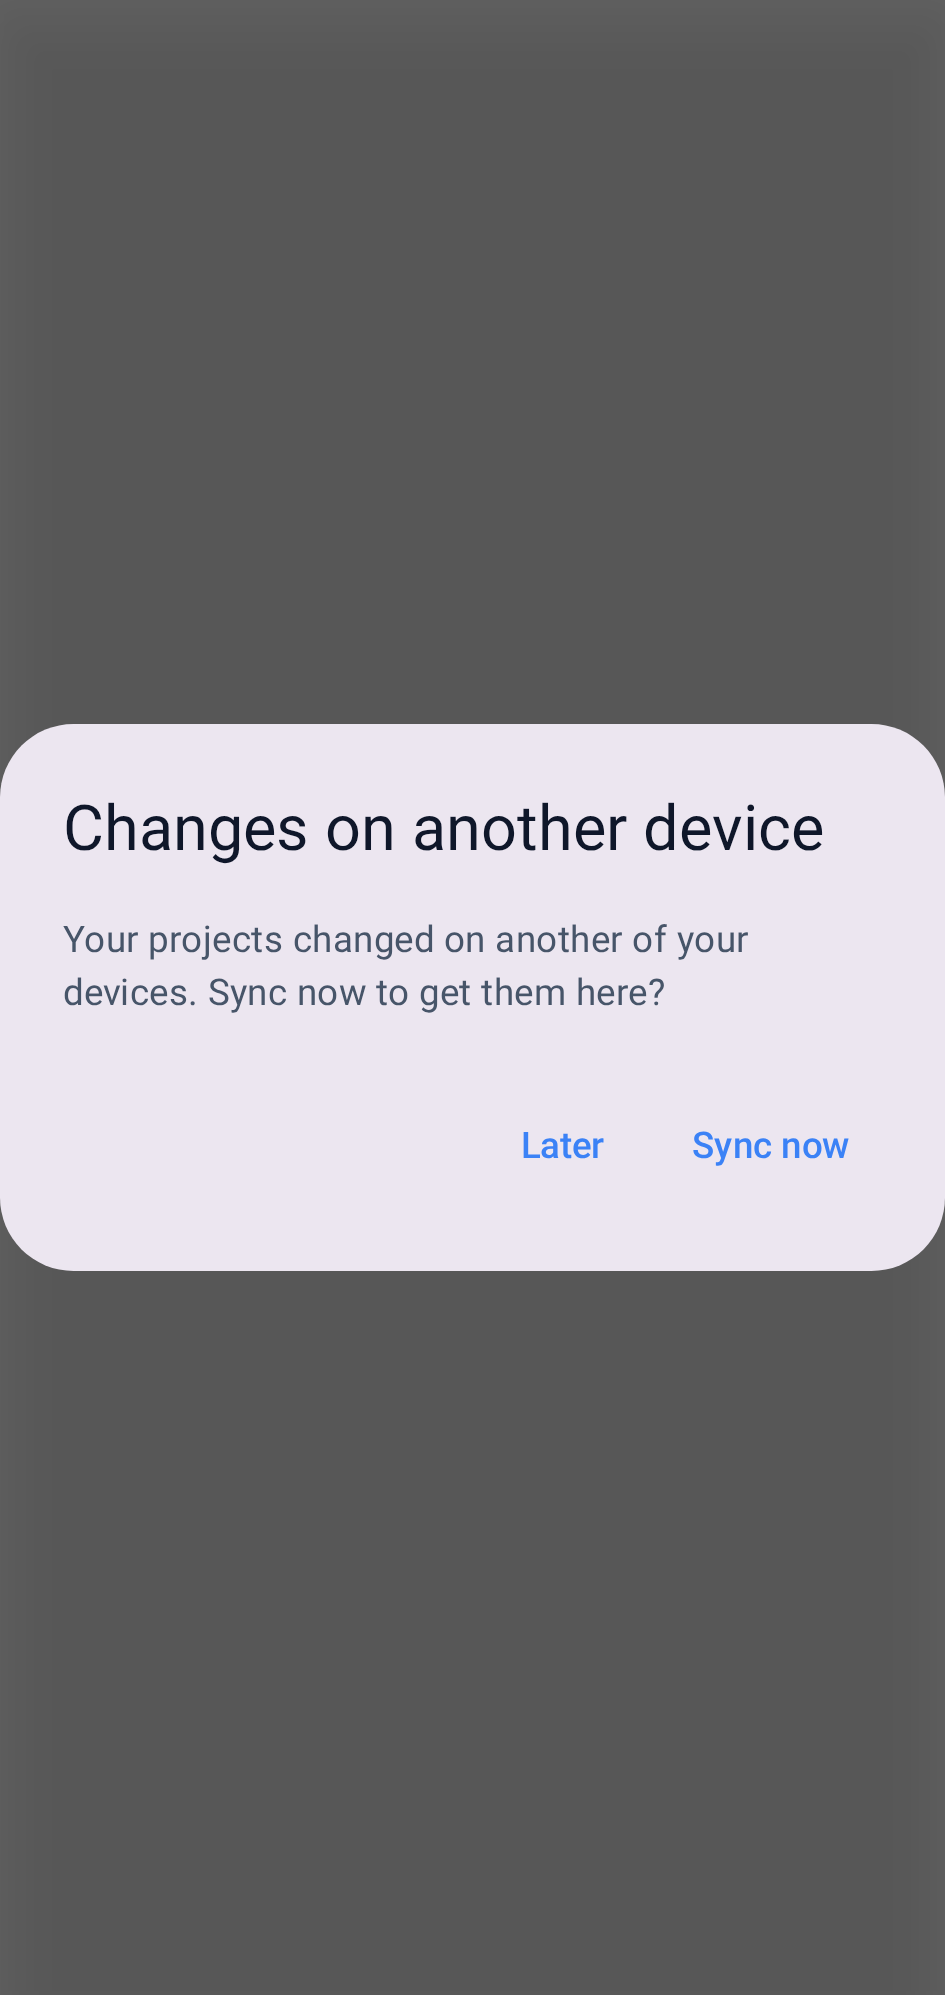 Changes on another device
Your projects changed on another of your
devices. Sync now to get them here?
Later
Sync now